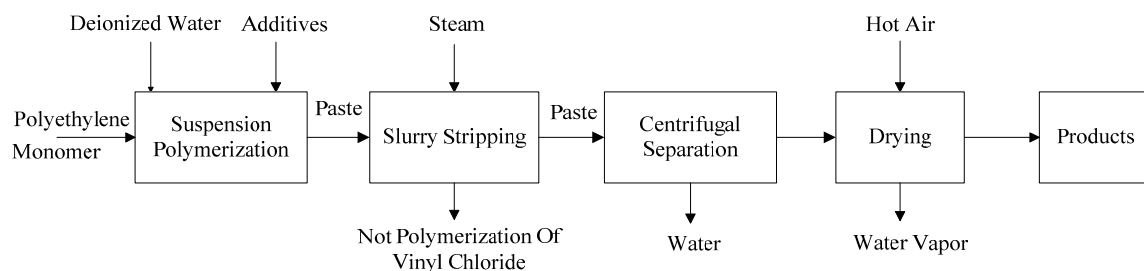 Deionized Water
Additives
Steam
Hot Air
Polyethylene
Monomer
Suspension
Polymerization
Paste
Slurry Stripping
Paste
Centrifugal
Separation
Drying
Products
Not Polymerization Of
Vinyl Chloride
Water
Water Vapor